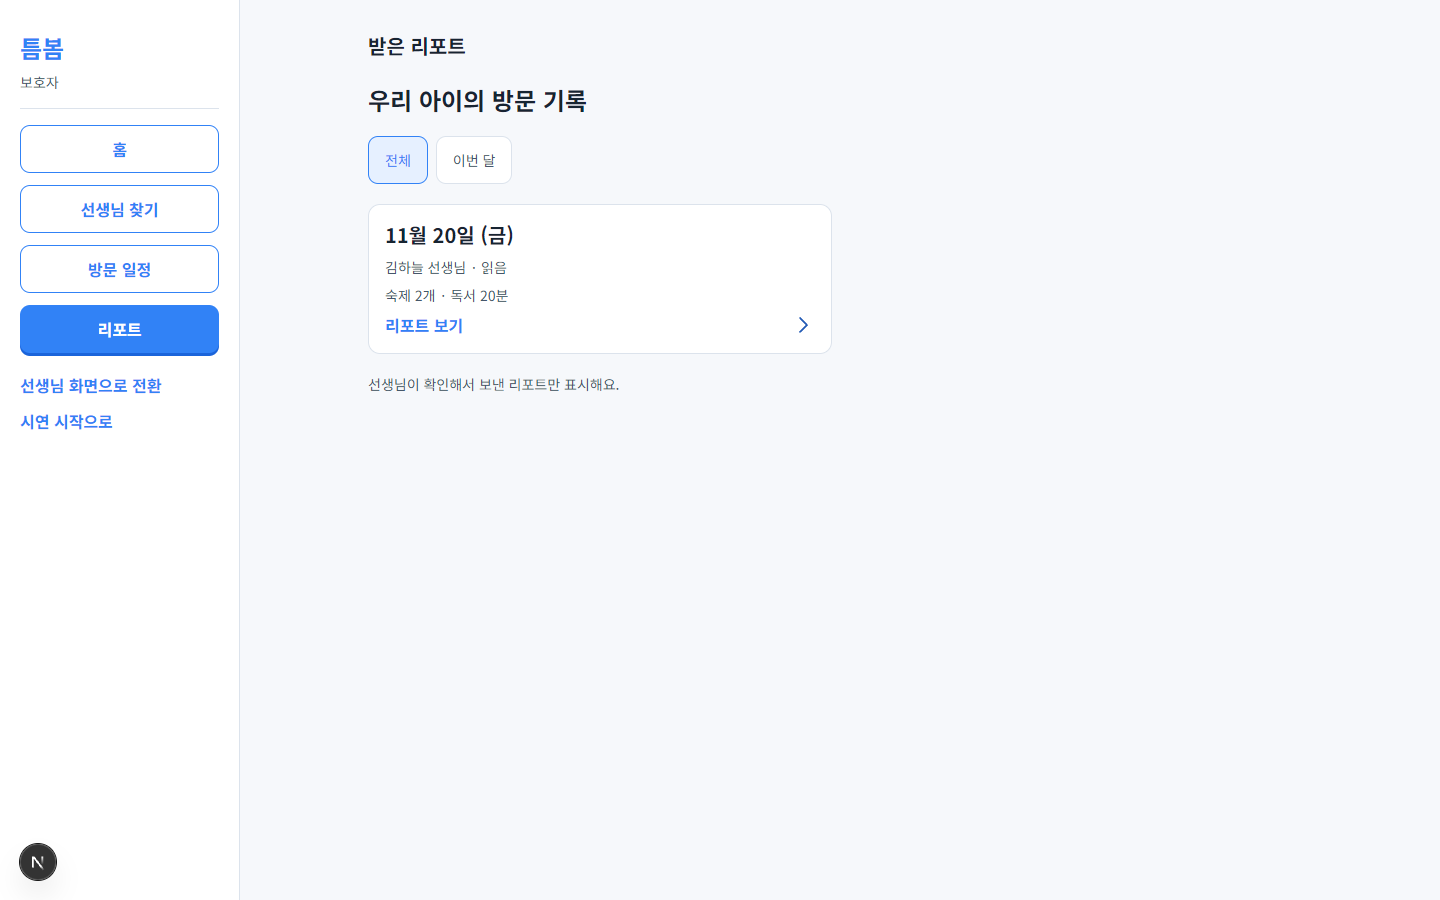 틈봄
보호자
홈
선생님 찾기
방문 일정
리포트
선생님 화면으로 전환
시연 시작으로
N
받은 리포트
우리 아이의 방문 기록
전체
이번 달
11월 20일 (금)
김하늘 선생님 · 읽음
숙제 2개 · 독서 20분
리포트 보기
선생님이 확인해서 보낸 리포트만 표시해요.